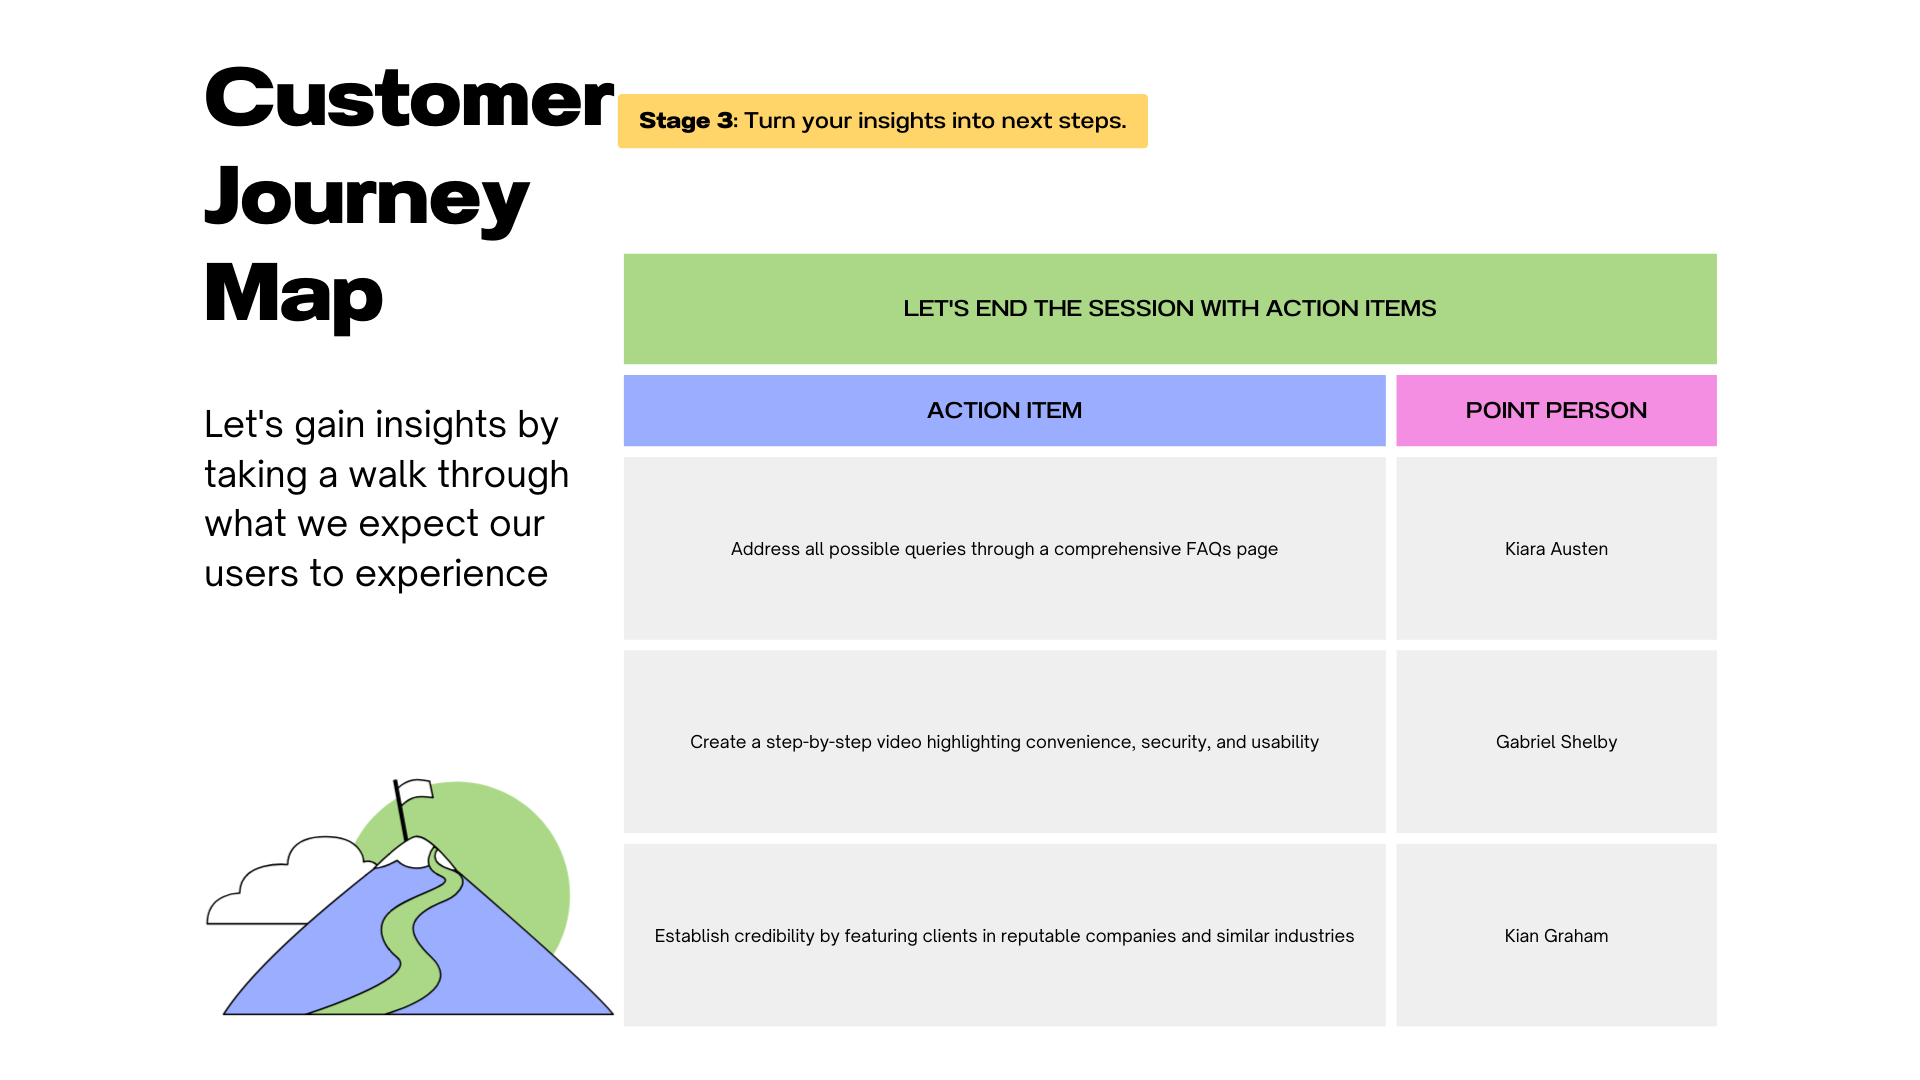 Customer
Journey
Map
Let's gain insights by
taking a walk through
what we expect our
users to experience
Stage 3: Turn your insights into next steps.
LET'S END THE SESSION WITH ACTION ITEMS
ACTION ITEM
POINT PERSON
Address all possible queries through a comprehensive FAQs page
Kiara Austen
Create a step-by-step video highlighting convenience, security, and usability
Gabriel Shelby
Establish credibility by featuring clients in reputable companies and similar industries
Kian Graham